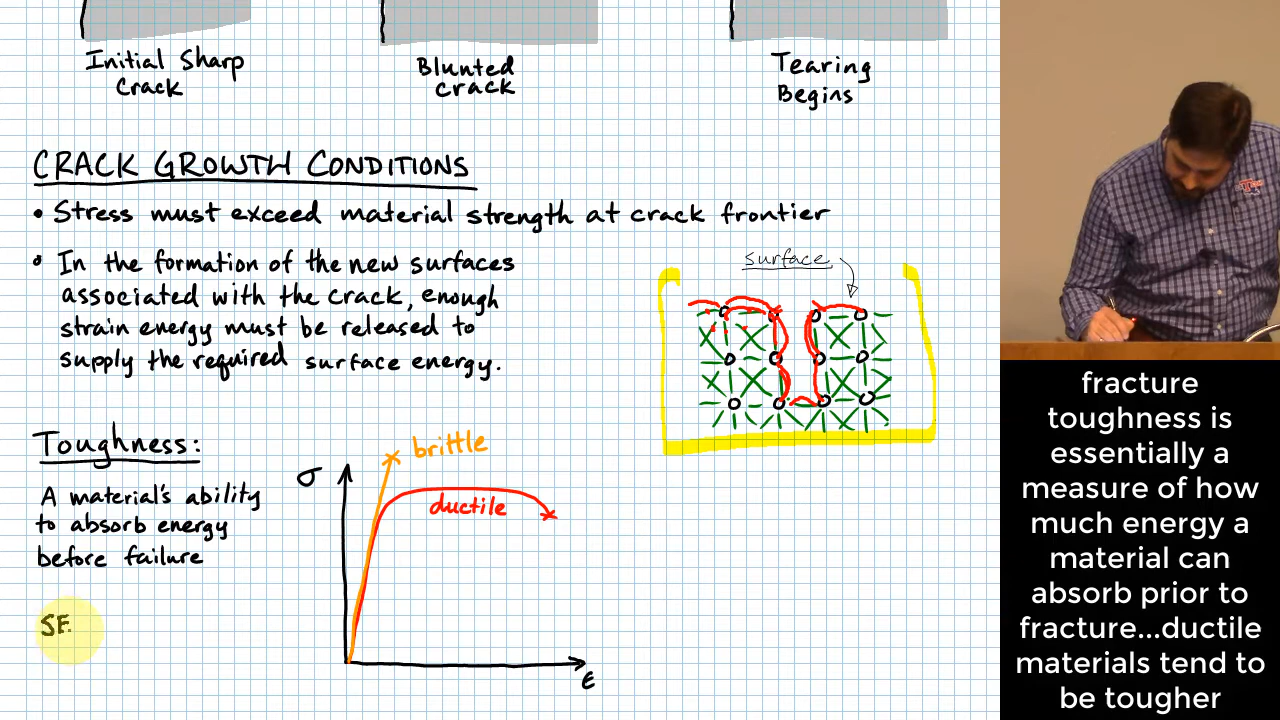 Initial Sharp
Crack
Blunted
Crack
Tearing
Begins
CRACK GROWTH CONDITIONS
• Stress must exceed material strength at crack frontier
• In the formation of the new surfaces
associated with the crack, enough
strain energy must be released to
supply the required surface energy.
surface
Toughness:
A material's ability
to absorb energy
before failure
SE
σ
brittle
ductile
ε
fracture
toughness is
essentially a
measure of how
much energy a
material can
absorb prior to
fracture...ductile
materials tend to
be tougher